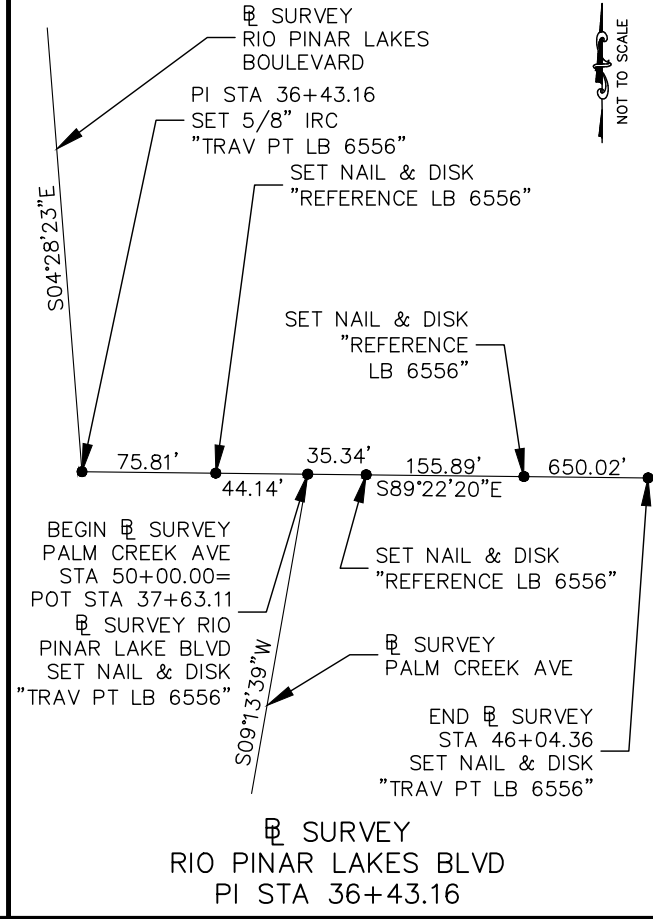 ℄ SURVEY
RIO PINAR LAKES
BOULEVARD
NOT TO SCALE
PI STA 36+43.16
SET 5/8" IRC
"TRAV PT LB 6556"
SET NAIL & DISK
"REFERENCE LB 6556"
S04°28'23"E
SET NAIL & DISK
"REFERENCE
LB 6556"
75.81'
44.14'
35.34'
155.89'
S89°22'20"E
650.02'
BEGIN ℄ SURVEY
PALM CREEK AVE
STA 50+00.00=
POT STA 37+63.11
℄ SURVEY RIO
PINAR LAKE BLVD
SET NAIL & DISK
"TRAV PT LB 6556"
S09°13'39"W
SET NAIL & DISK
"REFERENCE LB 6556"
℄ SURVEY
PALM CREEK AVE
END ℄ SURVEY
STA 46+04.36
SET NAIL & DISK
"TRAV PT LB 6556"
℄ SURVEY
RIO PINAR LAKES BLVD
PI STA 36+43.16